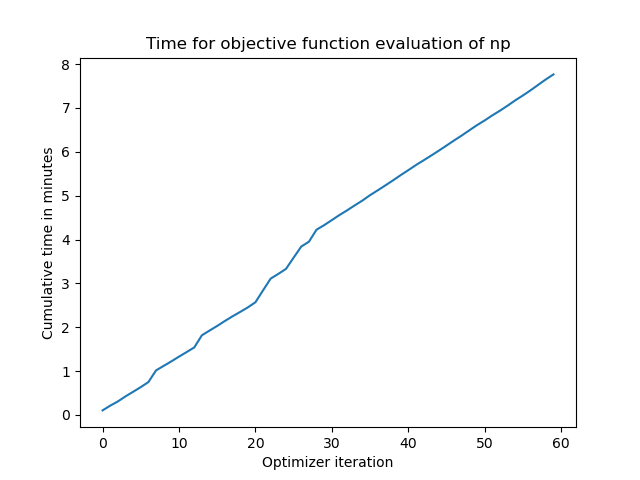 Time for objective function evaluation of np
8
7
6
5
4
3
2
1
0
Cumulative time in minutes
0 10 20 30 40 50 60
Optimizer iteration